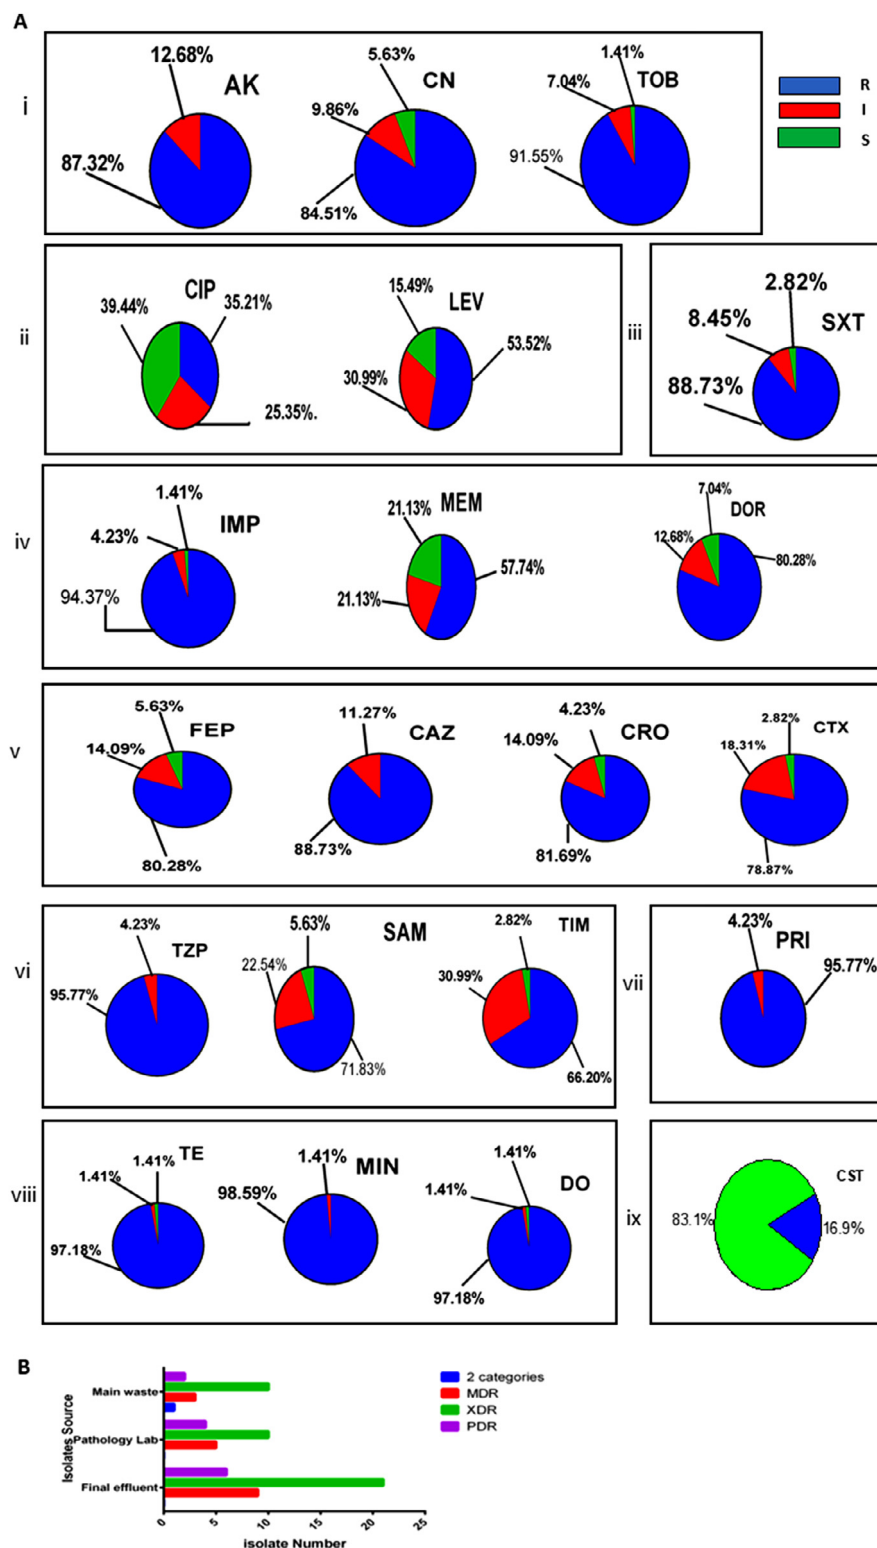 A
i
12.68%
AK
87.32%
5.63%
CN
9.86%
84.51%
1.41%
7.04%
TOB
91.55%
R
I
S
ii
CIP
39.44%
35.21%
25.35%.
15.49%
LEV
53.52%
30.99%
iii
2.82%
8.45%
SXT
88.73%
iv
1.41%
IMP
4.23%
94.37%
21.13%
MEM
57.74%
21.13%
7.04%
DOR
12.68%
80.28%
v
5.63%
FEP
14.09%
80.28%
11.27%
CAZ
88.73%
4.23%
CRO
14.09%
81.69%
2.82%
CTX
18.31%
78.87%
vi
4.23%
TZP
95.77%
5.63%
SAM
22.54%
71.83%
2.82%
TIM
30.99%
66.20%
vii
4.23%
PRI
95.77%
viii
TE
1.41%
1.41%
97.18%
1.41%
MIN
98.59%
1.41%
DO
1.41%
97.18%
ix
CST
83.1%
16.9%
B
Isolates Source
Main waste
Pathology Lab
Final effluent
0
5
10
15
20
25
isolate Number
2 categories
MDR
XDR
PDR